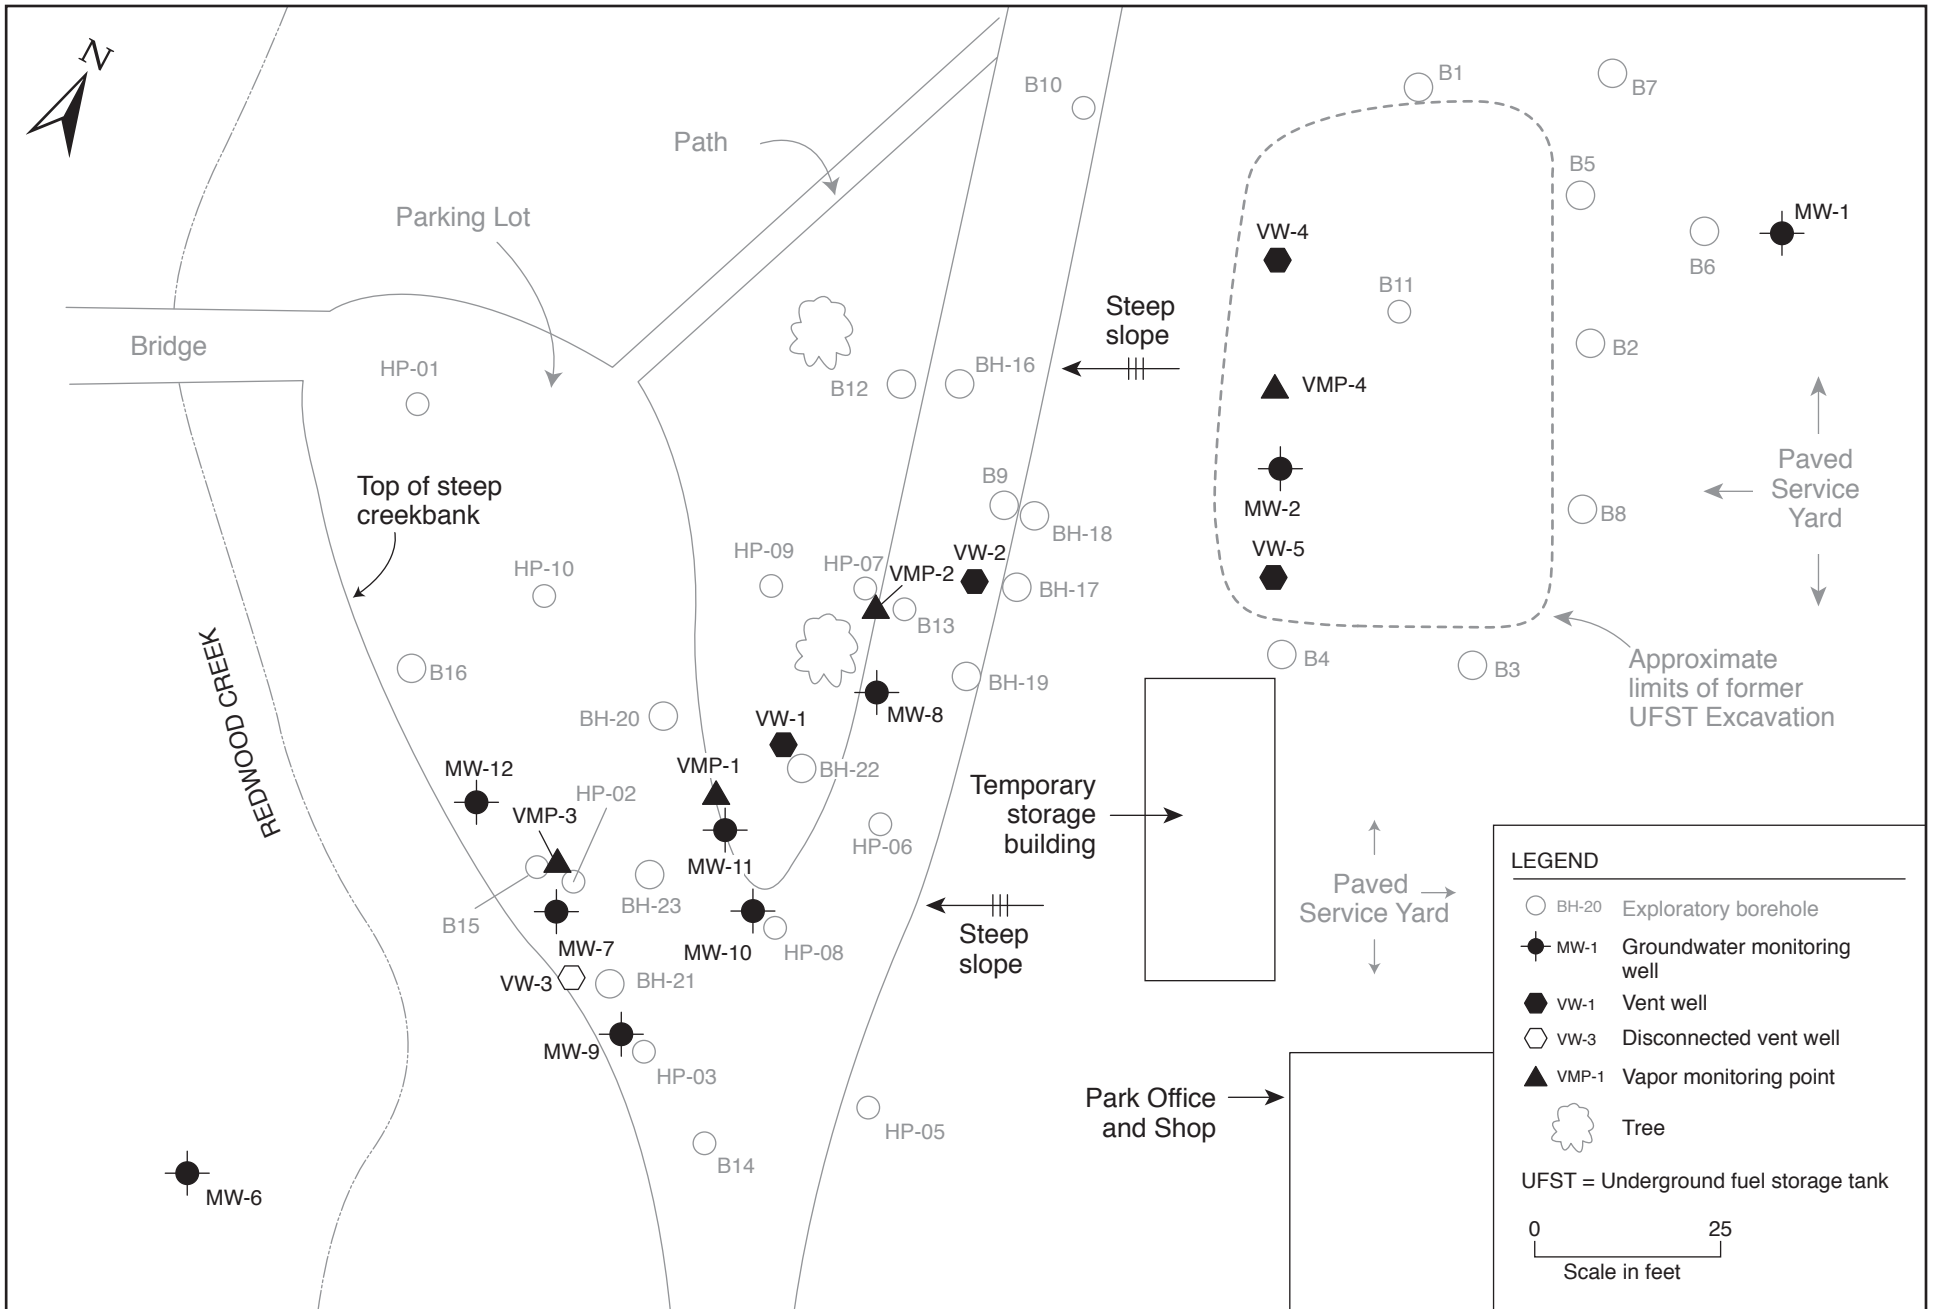 N
B10
B1
B7
Path
B5
Parking Lot
MW-1
VW-4
B6
B11
Steep
slope
Bridge
HP-01
B12
BH-16
B2
VMP-4
Top of steep
creekbank
B9
BH-18
MW-2
B8
Paved
Service
Yard
HP-10
HP-09
HP-07
VMP-2
VW-2
BH-17
VW-5
B13
REDWOOD CREEK
B16
BH-19
B4
B3
Approximate
limits of former
UFST Excavation
BH-20
VW-1
MW-8
MW-12
VMP-1
BH-22
HP-02
VMP-3
Temporary
storage
building
HP-06
MW-11
BH-23
B15
Paved
Service Yard
MW-7
MW-10
HP-08
Steep
slope
VW-3
BH-21
MW-9
HP-03
Park Office
and Shop
HP-05
B14
MW-6
LEGEND
BH-20 Exploratory borehole
MW-1 Groundwater monitoring
well
VW-1 Vent well
VW-3 Disconnected vent well
VMP-1 Vapor monitoring point
Tree
UFST = Underground fuel storage tank
0 25
Scale in feet